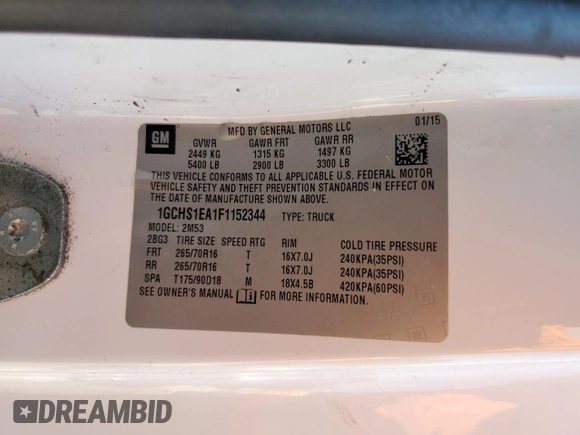 GM
MFD BY GENERAL MOTORS LLC
01/15
GVWR GAWR FRT GAWR RR
2449 KG 1315 KG 1497 KG
5400 LB 2900 LB 3300 LB
THIS VEHICLE CONFORMS TO ALL APPLICABLE U.S. FEDERAL MOTOR
VEHICLE SAFETY AND THEFT PREVENTION STANDARDS IN EFFECT ON
THE DATE OF MANUFACTURE SHOWN ABOVE.
1GCHS1EA1F1152344 TYPE: TRUCK
MODEL: 2M53
2BG3 TIRE SIZE SPEED RTG RIM COLD TIRE PRESSURE
FRT 265/70R16 T 16X7.0J 240KPA(35PSI)
RR 265/70R16 T 16X7.0J 240KPA(35PSI)
SPA T175/90D18 M 18X4.5B 420KPA(60PSI)
SEE OWNER'S MANUAL FOR MORE INFORMATION
DREAMBID